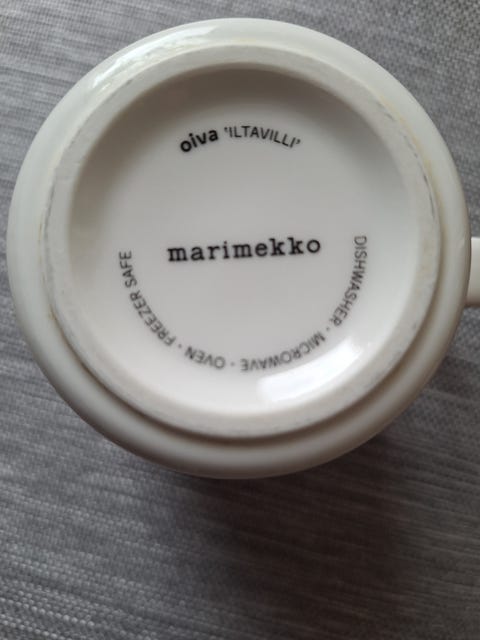 oiva 'ILTAVILLI'
marimekko
DISHWASHER · MICROWAVE · OVEN · FREEZER SAFE